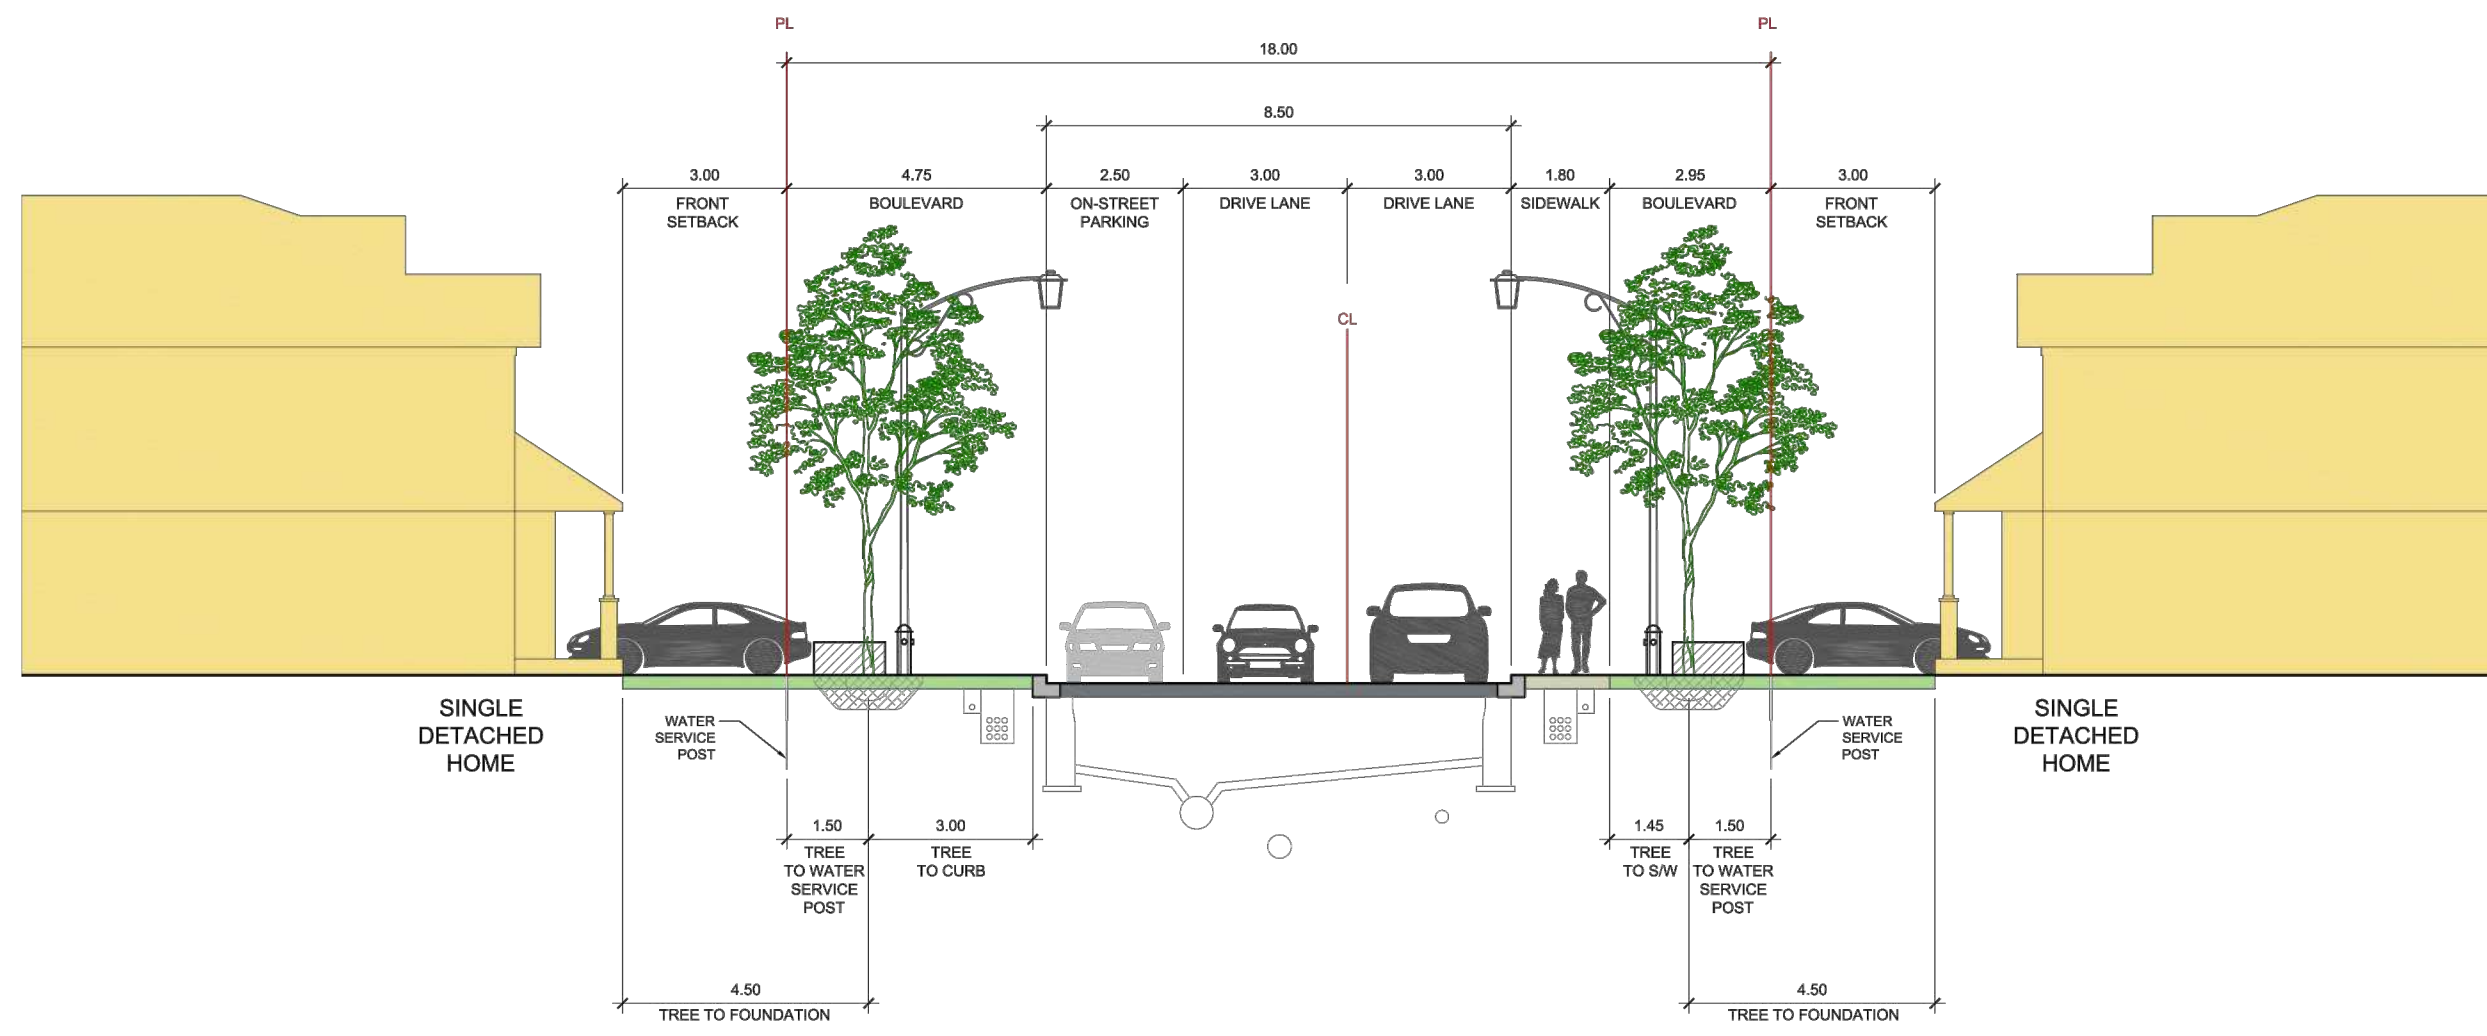 PL
PL
18.00
8.50
3.00
4.75
2.50
3.00
3.00
1.80
2.95
3.00
FRONT
SETBACK
BOULEVARD
ON-STREET
PARKING
DRIVE LANE
DRIVE LANE
SIDEWALK
BOULEVARD
FRONT
SETBACK
CL
SINGLE
DETACHED
HOME
WATER
SERVICE
POST
WATER
SERVICE
POST
SINGLE
DETACHED
HOME
1.50
TREE
TO WATER
SERVICE
POST
3.00
TREE
TO CURB
1.45
TREE
TO S/W
1.50
TREE
TO WATER
SERVICE
POST
4.50
TREE TO FOUNDATION
4.50
TREE TO FOUNDATION